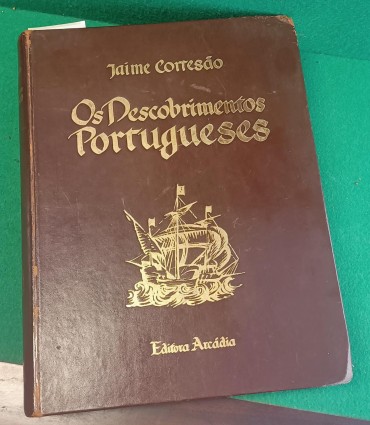 Jaime Cortesão
Os Descobrimentos
Portugueses
Editora Arcádia